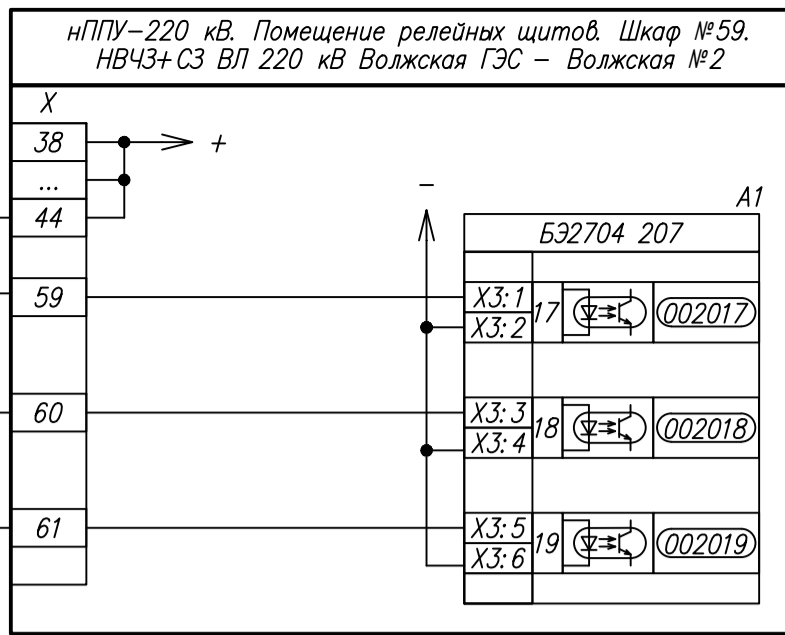 нППУ-220 кВ. Помещение релейных щитов. Шкаф №59.
НВЧЗ+СЗ ВЛ 220 кВ Волжская ГЭС - Волжская №2
X
38
+
...
44
-
A1
БЭ2704 207
59
X3:1
17
002017
X3:2
60
X3:3
18
002018
X3:4
61
X3:5
19
002019
X3:6